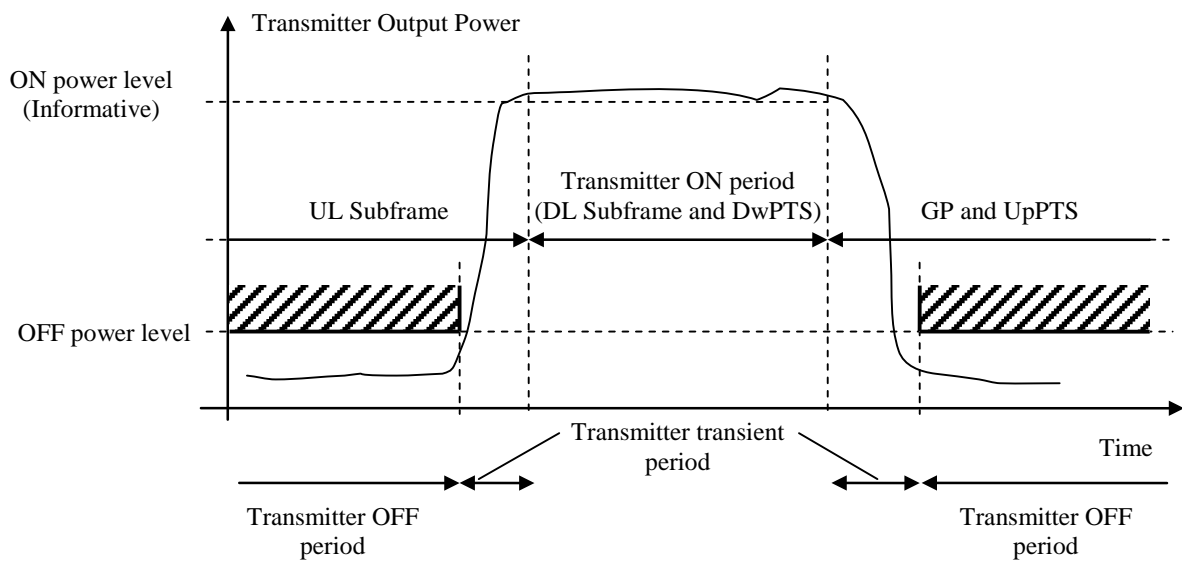 Transmitter Output Power
ON power level
(Informative)
UL Subframe
Transmitter ON period
(DL Subframe and DwPTS)
GP and UpPTS
OFF power level
Transmitter transient
period
Time
Transmitter OFF
period
Transmitter OFF
period